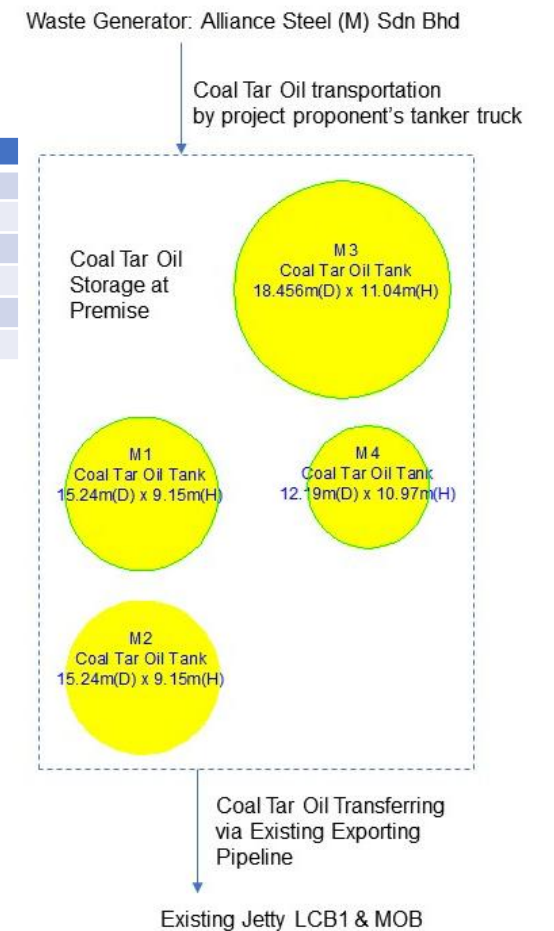 Waste Generator: Alliance Steel (M) Sdn Bhd
Coal Tar Oil transportation
by project proponent's tanker truck
Coal Tar Oil
Storage at
Premise
M3
Coal Tar Oil Tank
18.456m(D) x 11.04m(H)
M1
Coal Tar Oil Tank
15.24m(D) x 9.15m(H)
M4
Coal Tar Oil Tank
12.19m(D) x 10.97m(H)
M2
Coal Tar Oil Tank
15.24m(D) x 9.15m(H)
Coal Tar Oil Transferring
via Existing Exporting
Pipeline
Existing Jetty LCB1 & MOB